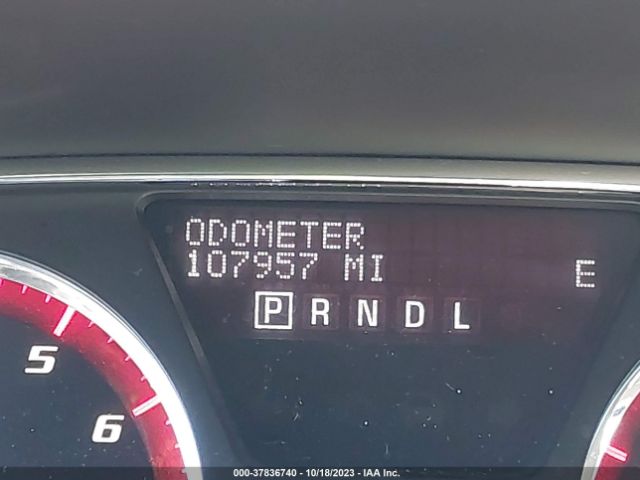 ODOMETER
107957 MI E
P R N D L
5
6
000-37836740 - 10/18/2023 - IAA Inc.